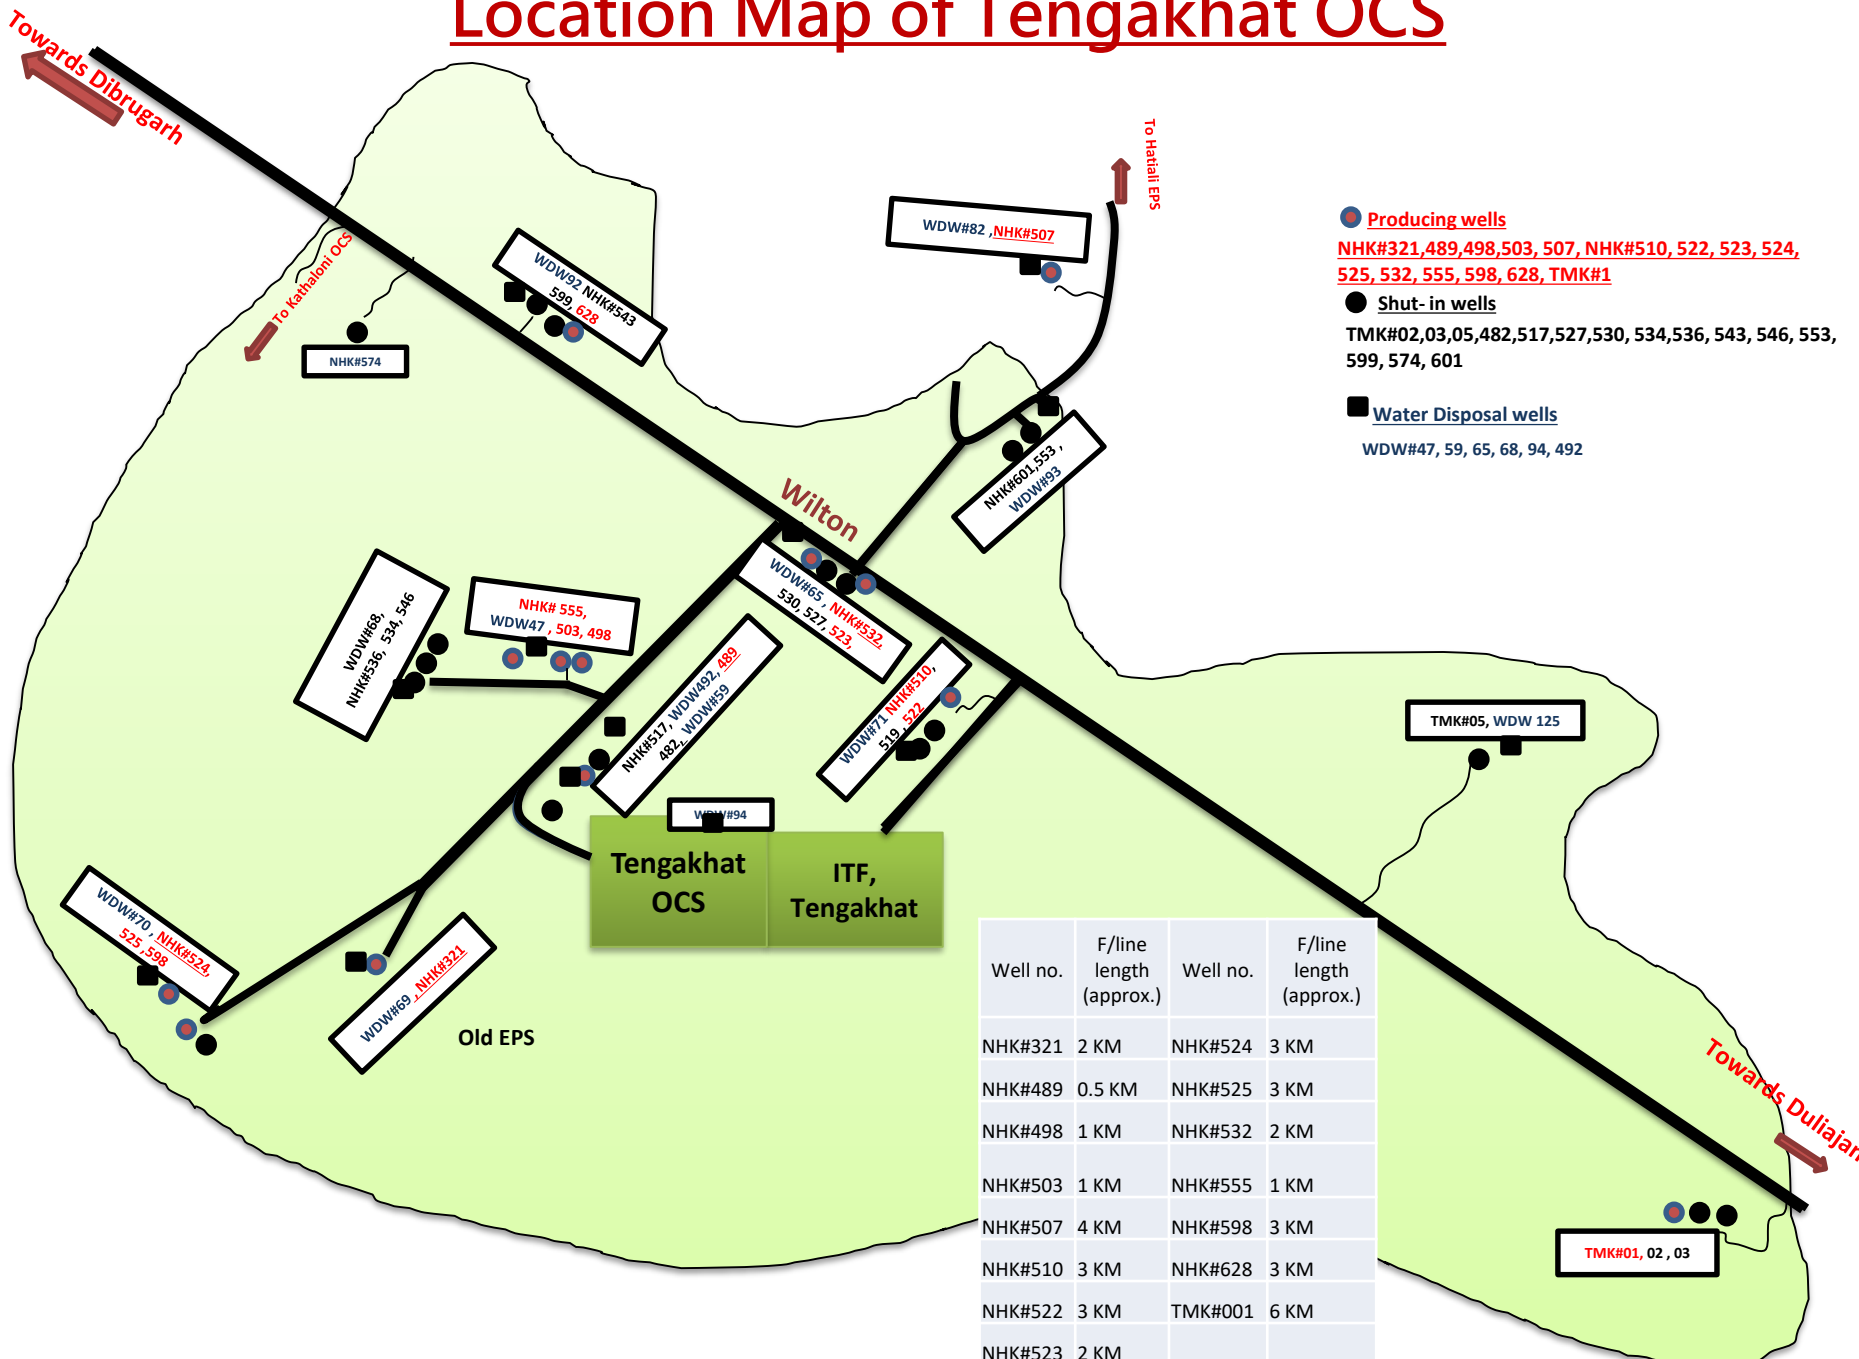 Location Map of Tengakhat OCS
Towards Dibrugarh
To Kathaloni OCS
NHK#574
WDW92 NHK#543
599, 628
WDW#82 ,NHK#507
To Hatiali EPS
Producing wells
NHK#321,489,498,503, 507, NHK#510, 522, 523, 524,
525, 532, 555, 598, 628, TMK#1
Shut- in wells
TMK#02,03,05,482,517,527,530, 534,536, 543, 546, 553,
599, 574, 601
Water Disposal wells
WDW#47, 59, 65, 68, 94, 492
NHK#601,553 ,
WDW#93
Wilton
WDW#65 , NHK#532,
530, 527, 523,
WDW#68,
NHK#536, 534, 546
NHK# 555,
WDW47 , 503, 498
NHK#517, WDW492, 489
482, WDW#59
WDW#71 NHK#510,
519 , 522
TMK#05, WDW 125
WDW#94
Tengakhat
OCS
ITF,
Tengakhat
WDW#70 , NHK#524,
525 ,598
WDW#69 , NHK#321
Old EPS
Well no. F/line length (approx.) Well no. F/line length (approx.)
NHK#321 2 KM NHK#524 3 KM
NHK#489 0.5 KM NHK#525 3 KM
NHK#498 1 KM NHK#532 2 KM
NHK#503 1 KM NHK#555 1 KM
NHK#507 4 KM NHK#598 3 KM
NHK#510 3 KM NHK#628 3 KM
NHK#522 3 KM TMK#001 6 KM
NHK#523 2 KM
Towards Duliajan
TMK#01, 02 , 03